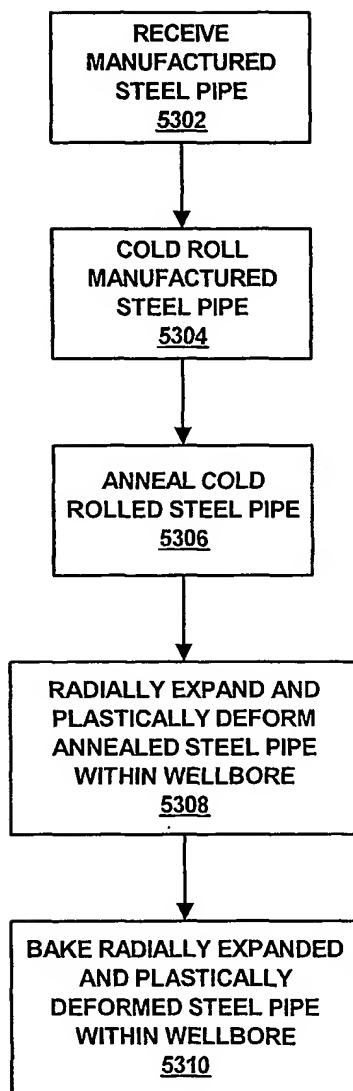 RECEIVE
MANUFACTURED
STEEL PIPE
5302
COLD ROLL
MANUFACTURED
STEEL PIPE
5304
ANNEAL COLD
ROLLED STEEL PIPE
5306
RADIALLY EXPAND AND
PLASTICALLY DEFORM
ANNEALED STEEL PIPE
WITHIN WELLBORE
5308
BAKE RADIALLY EXPANDED
AND PLASTICALLY
DEFORMED STEEL PIPE
WITHIN WELLBORE
5310